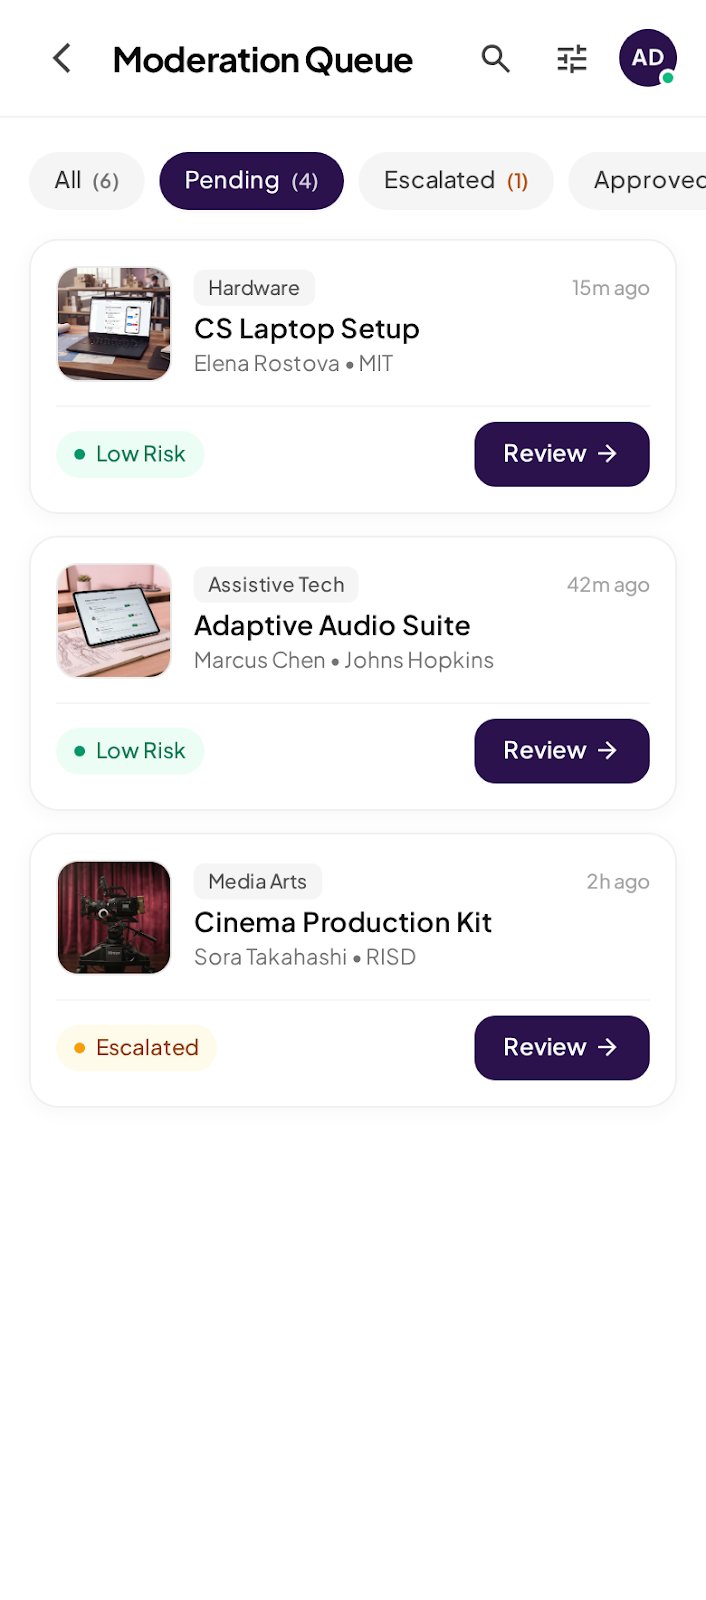 Moderation Queue
AD
All (6)
Pending (4)
Escalated (1)
Approved
Hardware
15m ago
CS Laptop Setup
Elena Rostova • MIT
Low Risk
Review →
Assistive Tech
42m ago
Adaptive Audio Suite
Marcus Chen • Johns Hopkins
Low Risk
Review →
Media Arts
2h ago
Cinema Production Kit
Sora Takahashi • RISD
Escalated
Review →